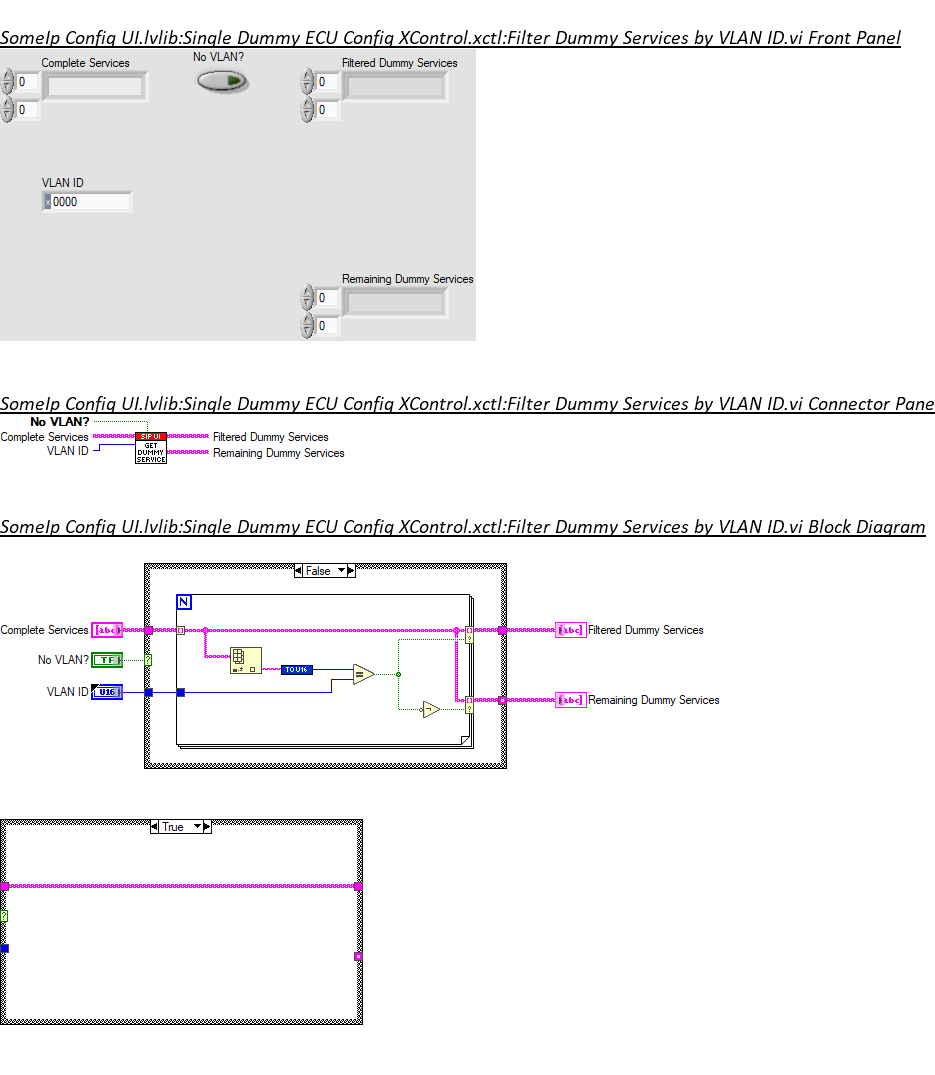 SomeIp Config UI.lvlib:Single Dummy ECU Config XControl.xctl:Filter Dummy Services by VLAN ID.vi Front Panel
Complete Services
No VLAN?
Filtered Dummy Services
0
0
0
0
VLAN ID
x 0000
Remaining Dummy Services
0
0
SomeIp Config UI.lvlib:Single Dummy ECU Config XControl.xctl:Filter Dummy Services by VLAN ID.vi Connector Pane
No VLAN?
Complete Services
VLAN ID
SIP UI
GET
DUMMY
SERVICE
Filtered Dummy Services
Remaining Dummy Services
SomeIp Config UI.lvlib:Single Dummy ECU Config XControl.xctl:Filter Dummy Services by VLAN ID.vi Block Diagram
False
N
Complete Services
[abc]
?
[abc]
Filtered Dummy Services
No VLAN?
TF
?
TO U16
=
VLAN ID
U16
?
[abc]
Remaining Dummy Services
True
?